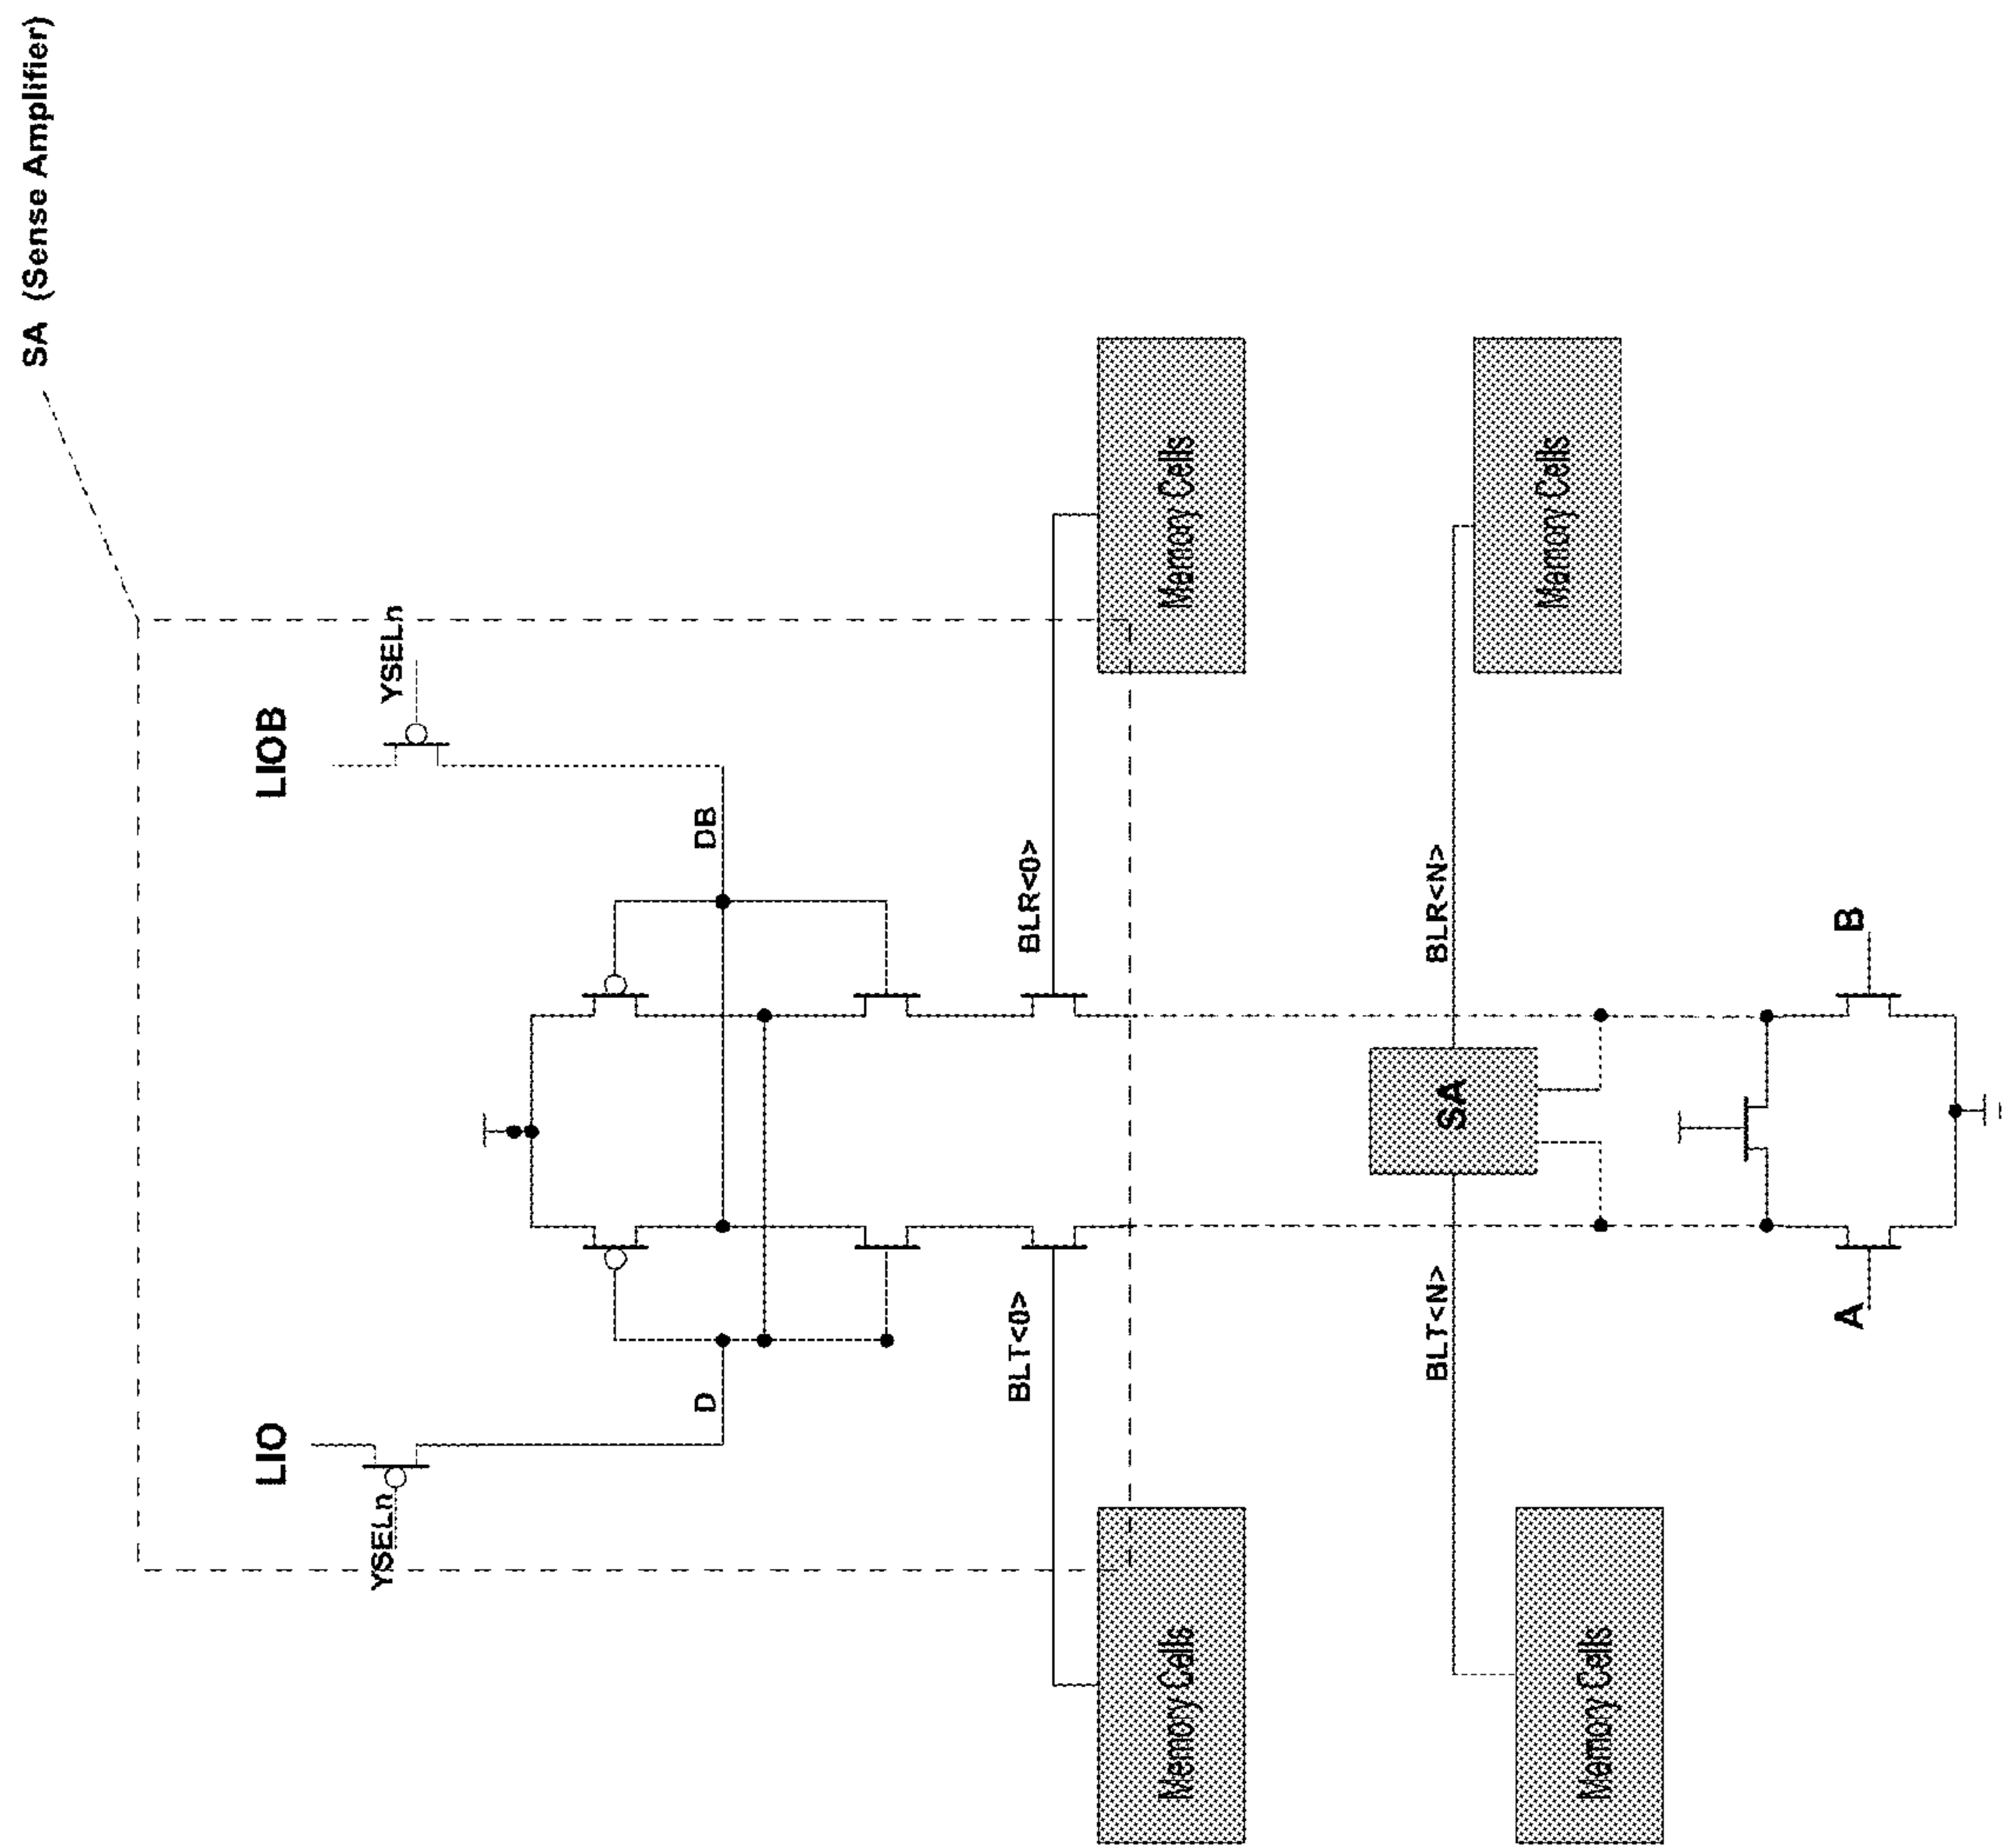 SA (Sense Amplifier)
LIO
LIOB
YSELn
YSELn
D
DB
BLT<0>
BLR<0>
Memory Cells
Memory Cells
BLT<N>
SA
BLR<N>
Memory Cells
Memory Cells
A
B